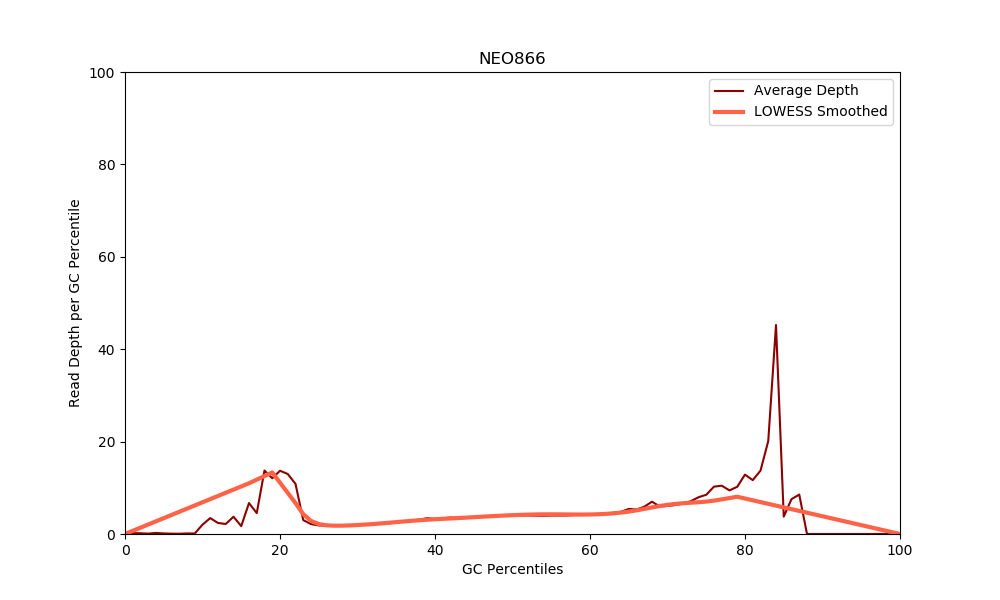 NEO866
Average Depth
LOWESS Smoothed
Read Depth per GC Percentile
100
80
60
40
20
0
0 20 40 60 80 100
GC Percentiles